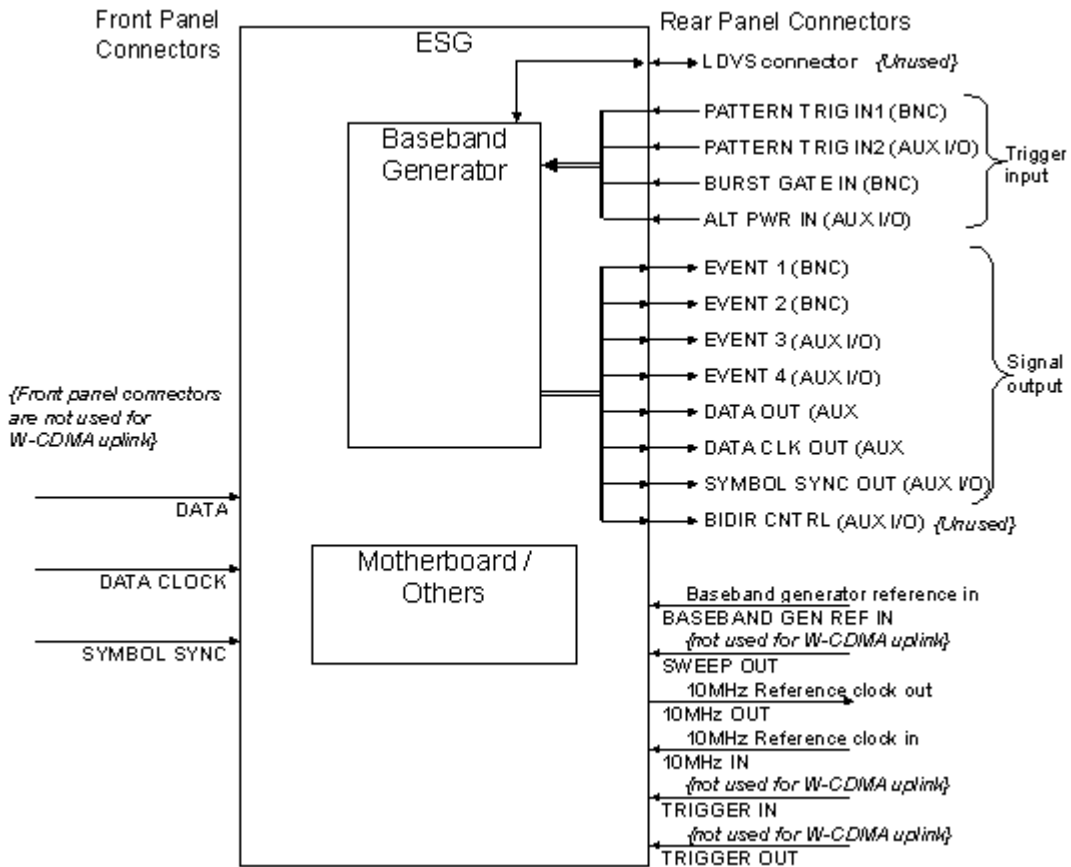 Front Panel
Connectors
ESG
Rear Panel Connectors
LDVS connector {Unused}
Baseband
Generator
PATTERN TRIG IN1 (BNC)
PATTERN TRIG IN2 (AUX I/O)
BURST GATE IN (BNC)
ALT PWR IN (AUX I/O)
Trigger
input
EVENT 1 (BNC)
EVENT 2 (BNC)
EVENT 3 (AUX I/O)
EVENT 4 (AUX I/O)
DATA OUT (AUX
DATA CLK OUT (AUX
SYMBOL SYNC OUT (AUX I/O)
Signal
output
BIDIR CNTRL (AUX I/O) {Unused}
{Front panel connectors
are not used for
W-CDMA uplink}
DATA
DATA CLOCK
SYMBOL SYNC
Motherboard /
Others
Baseband generator reference in
BASEBAND GEN REF IN
{not used for W-CDMA uplink}
SWEEP OUT
10MHz Reference clock out
10MHz OUT
10MHz Reference clock in
10MHz IN
{not used for W-CDMA uplink}
TRIGGER IN
{not used for W-CDMA uplink}
TRIGGER OUT